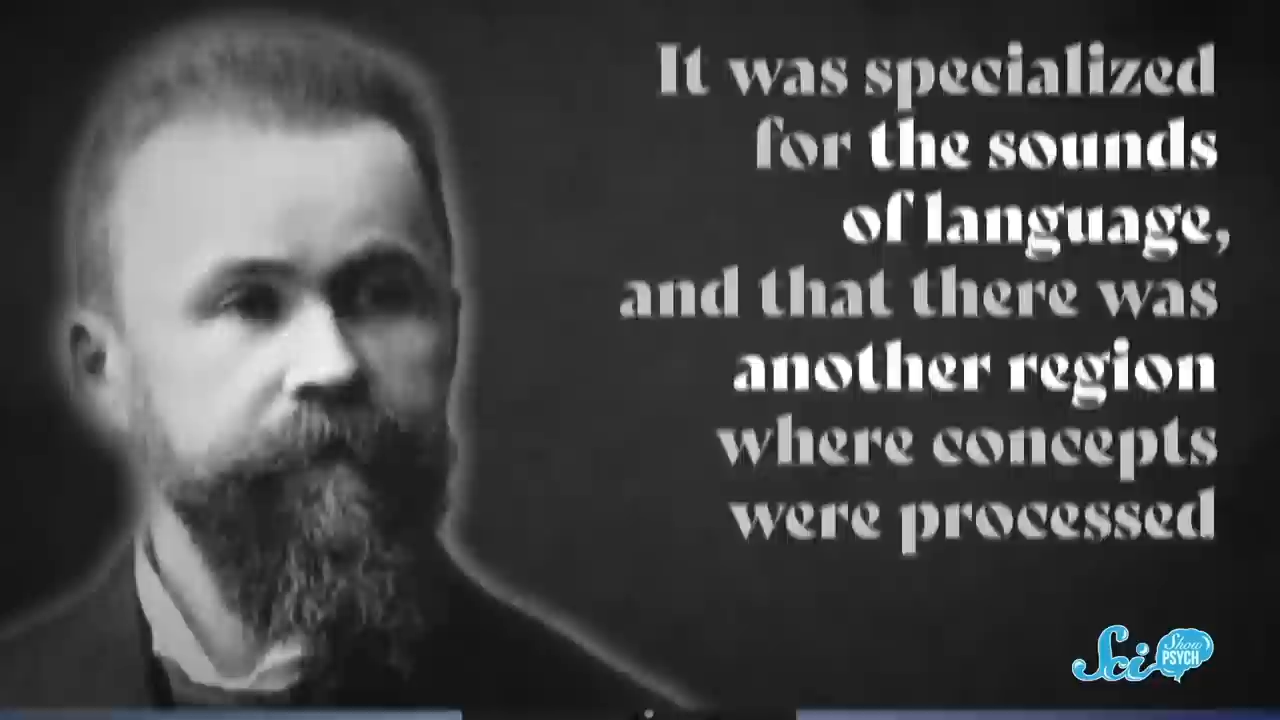 It was specialized
for the sounds
of language,
and that there was
another region
where concepts
were processed
Sci Show
PSYCH